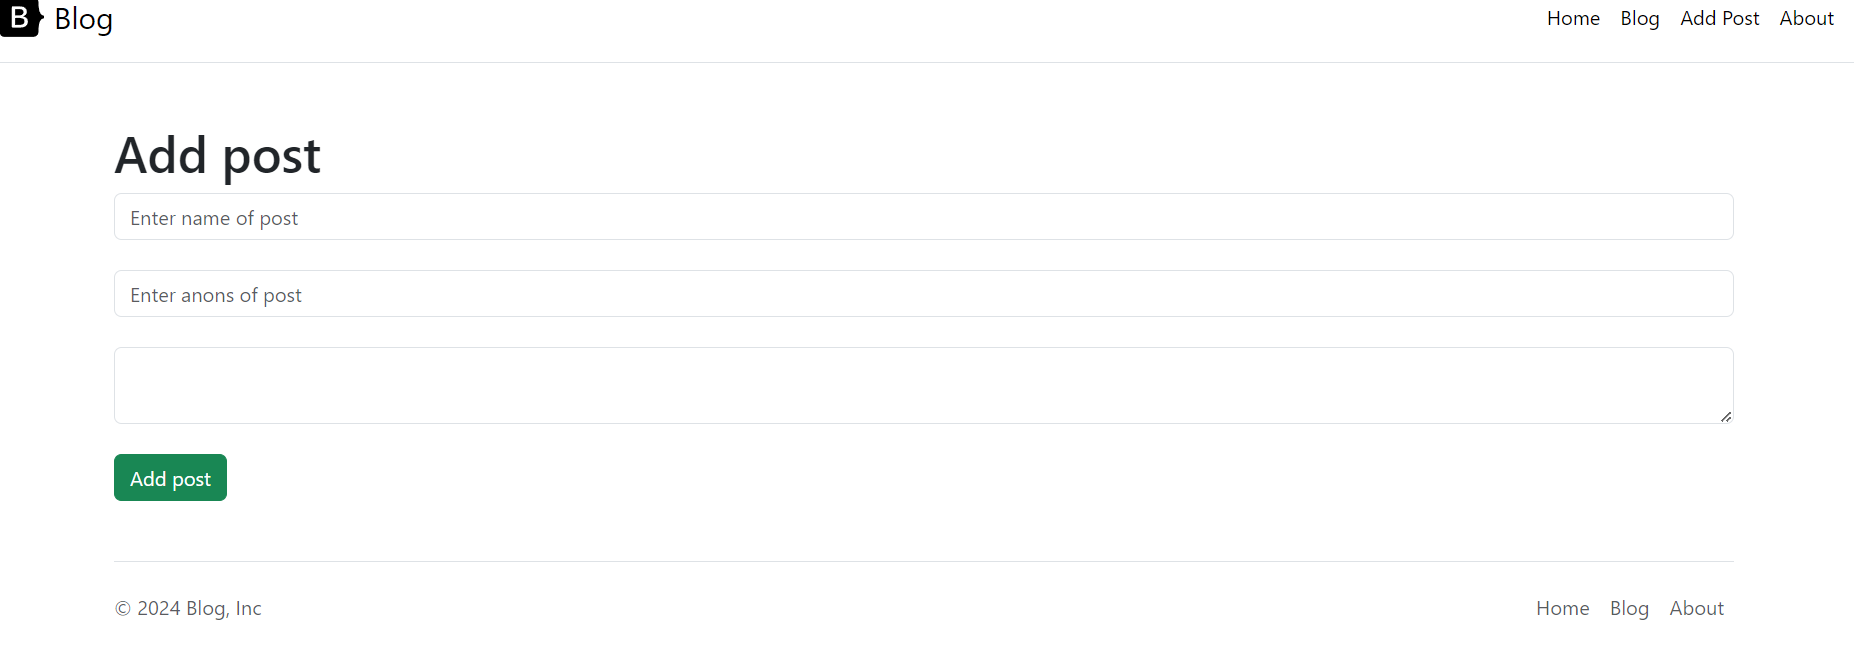 B Blog
Home Blog Add Post About
Add post
Enter name of post
Enter anons of post
Add post
© 2024 Blog, Inc
Home Blog About